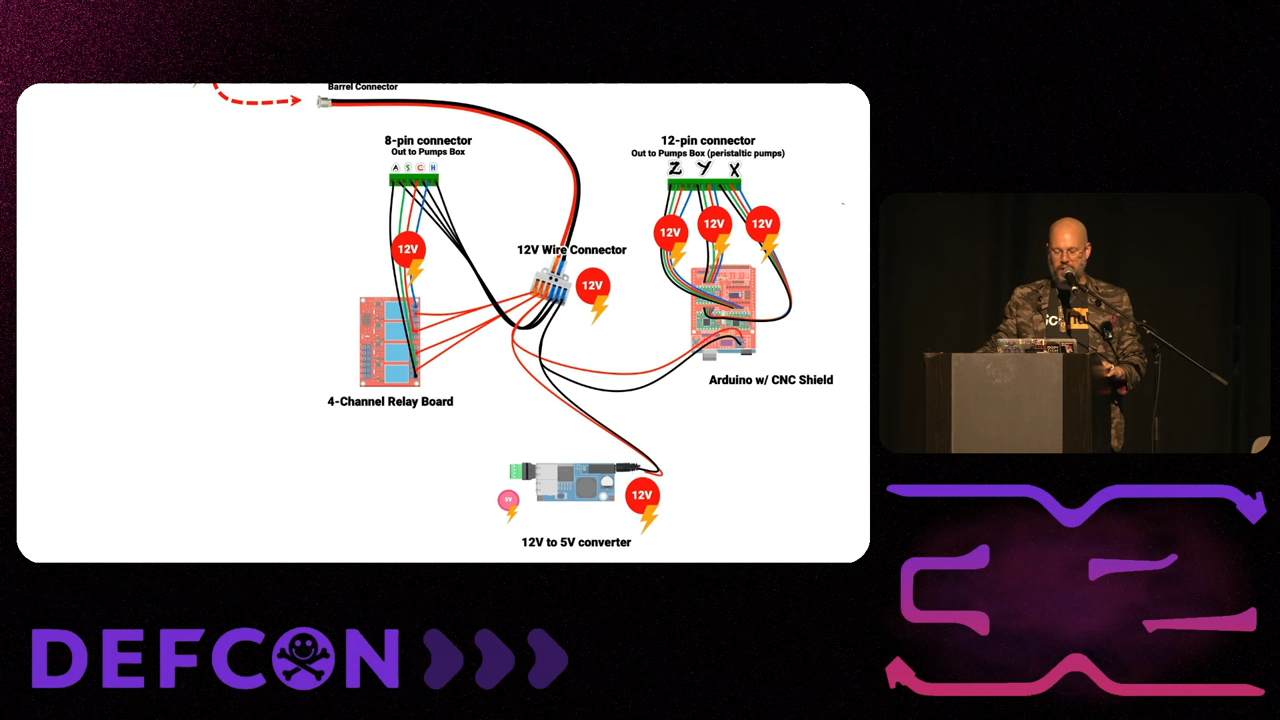 Barrel Connector
8-pin connector
Out to Pumps Box
A S C H
12-pin connector
Out to Pumps Box (peristaltic pumps)
Z Y X
12V
12V
12V
12V
12V Wire Connector
12V
4-Channel Relay Board
Arduino w/ CNC Shield
5V
12V
12V to 5V converter
DEFCON